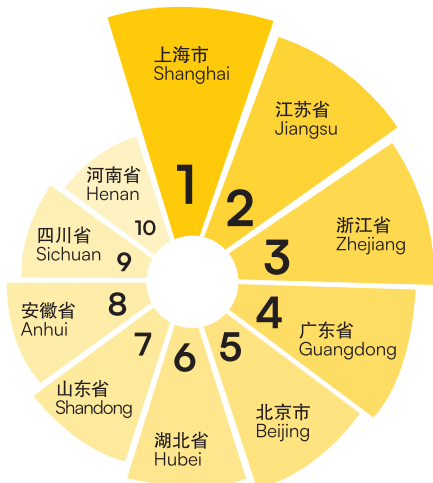 上海市
Shanghai
1
江苏省
Jiangsu
2
浙江省
Zhejiang
3
广东省
Guangdong
4
北京市
Beijing
5
湖北省
Hubei
6
山东省
Shandong
7
安徽省
Anhui
8
四川省
Sichuan
9
河南省
Henan
10